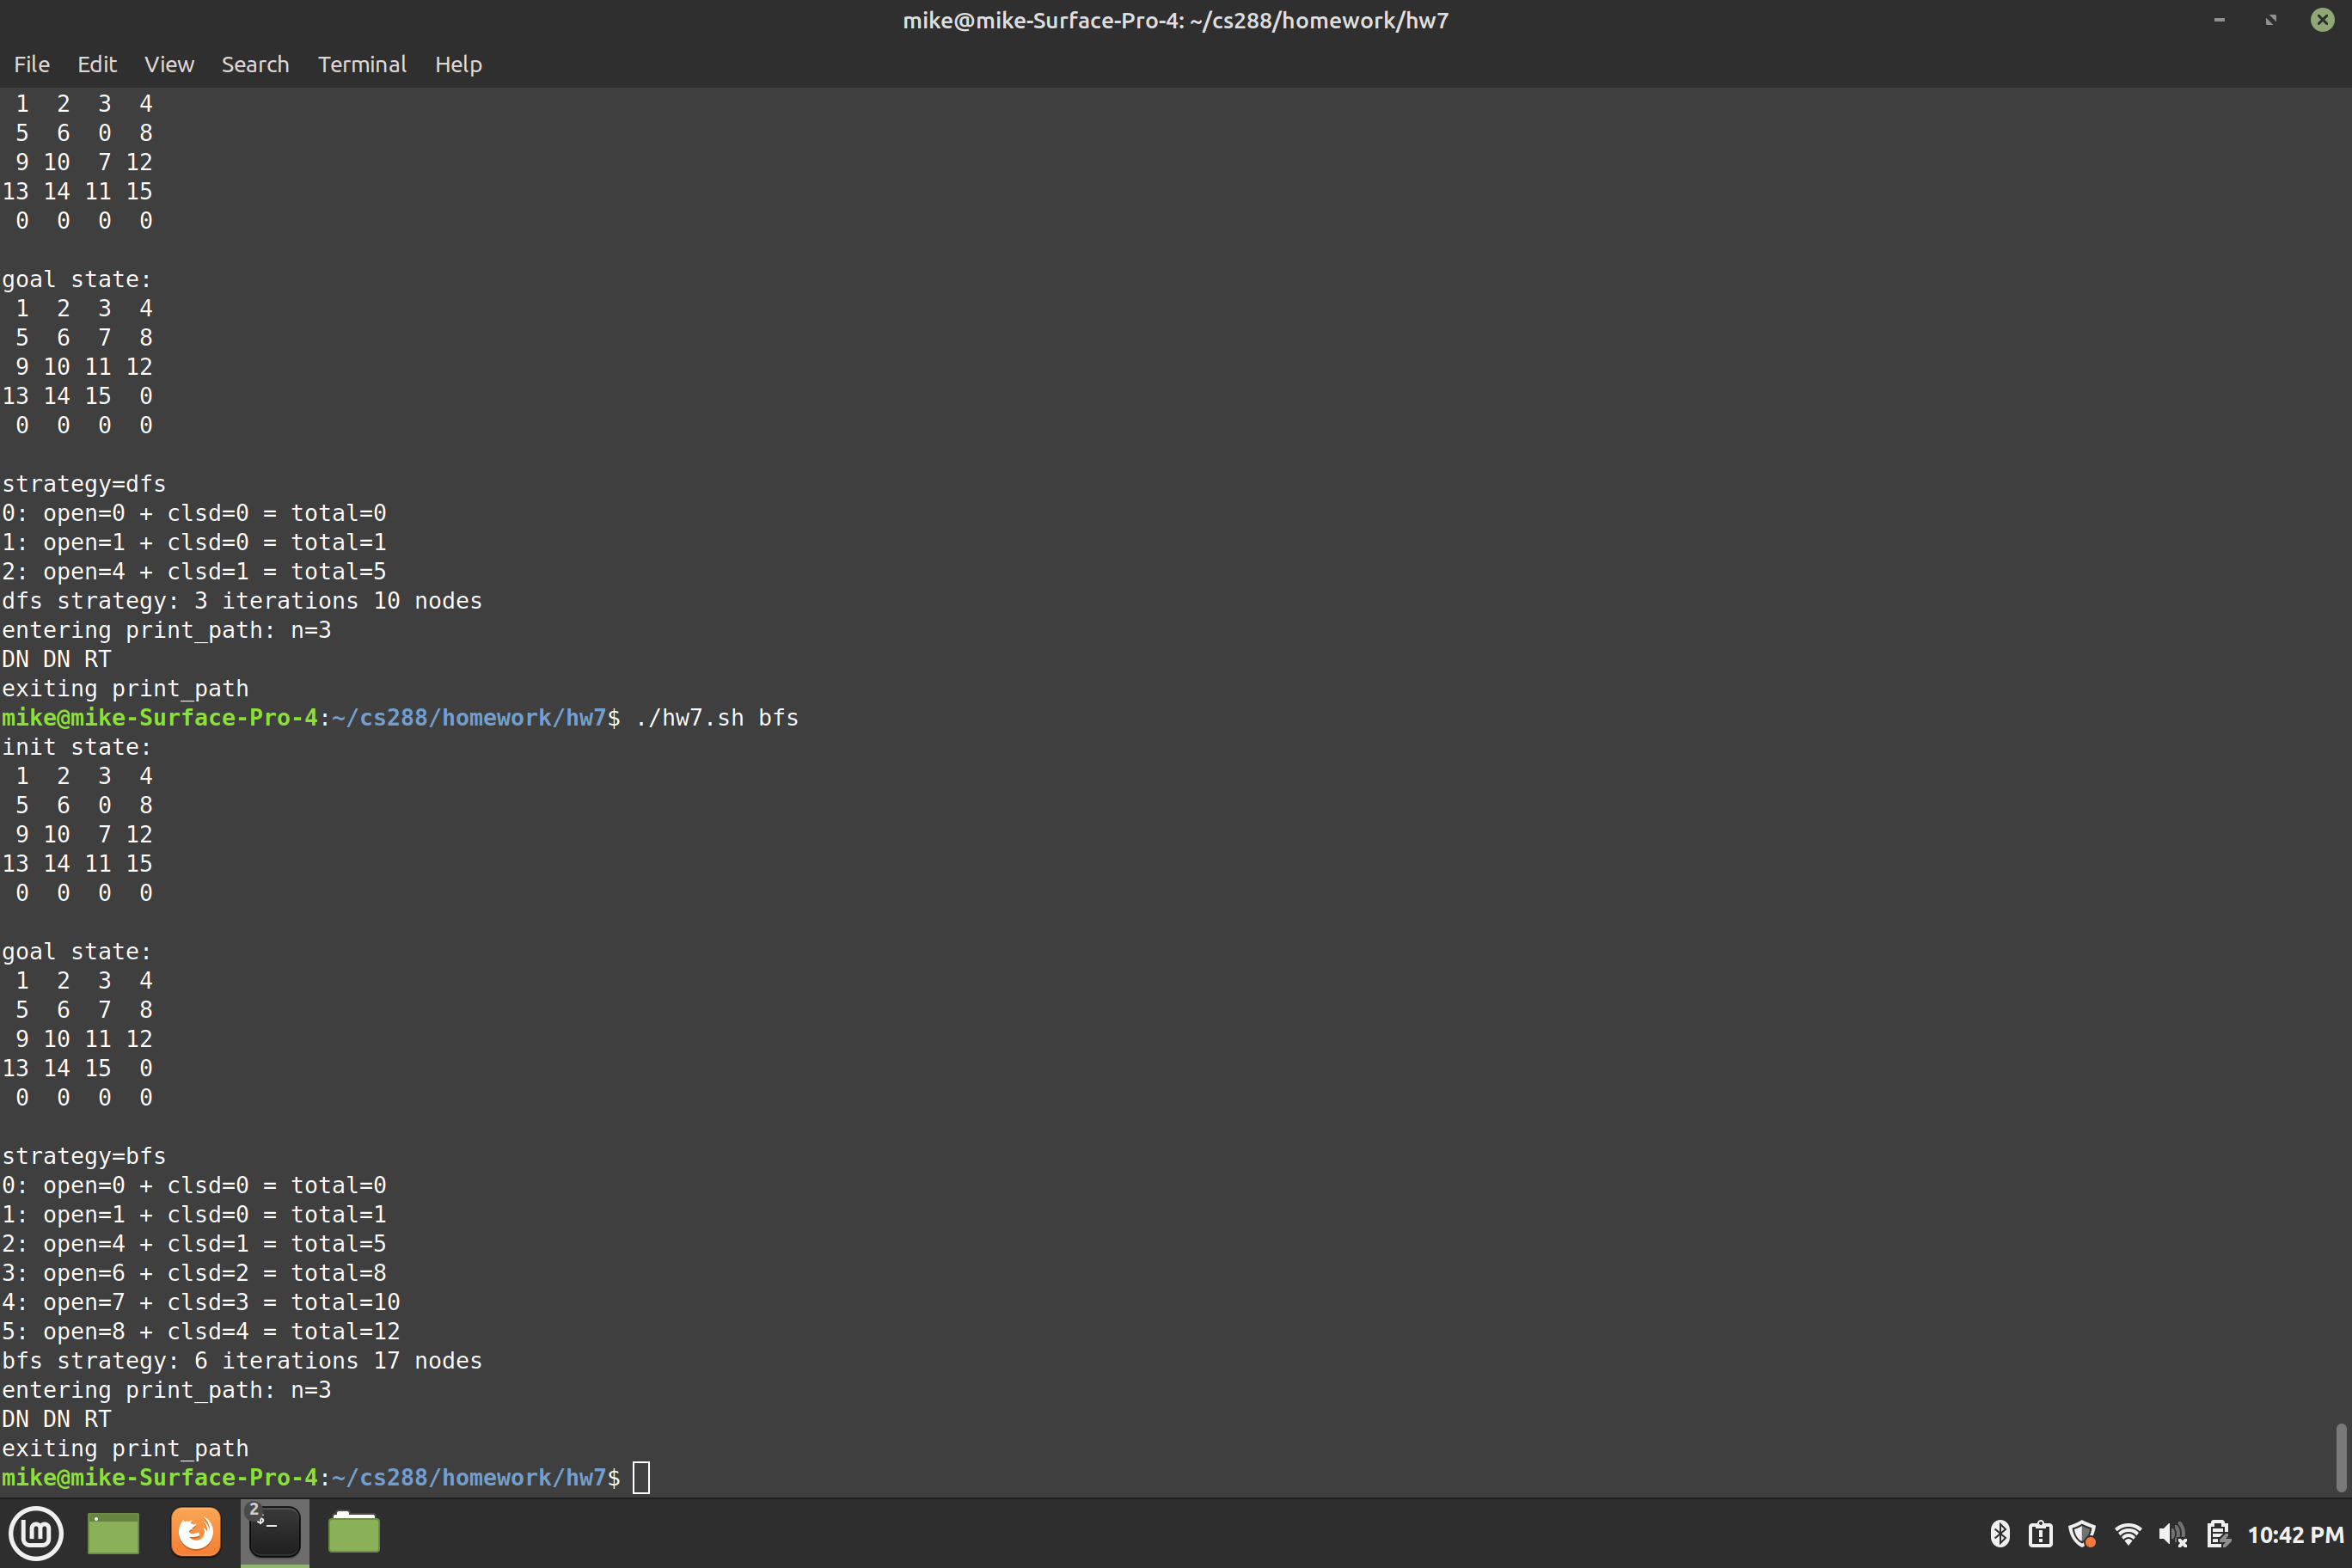 mike@mike-Surface-Pro-4: ~/cs288/homework/hw7
File Edit View Search Terminal Help
 1  2  3  4
 5  6  0  8
 9 10  7 12
13 14 11 15
 0  0  0  0
goal state:
 1  2  3  4
 5  6  7  8
 9 10 11 12
13 14 15  0
 0  0  0  0
strategy=dfs
0: open=0 + clsd=0 = total=0
1: open=1 + clsd=0 = total=1
2: open=4 + clsd=1 = total=5
dfs strategy: 3 iterations 10 nodes
entering print_path: n=3
DN DN RT
exiting print_path
mike@mike-Surface-Pro-4:~/cs288/homework/hw7$ ./hw7.sh bfs
init state:
 1  2  3  4
 5  6  0  8
 9 10  7 12
13 14 11 15
 0  0  0  0
goal state:
 1  2  3  4
 5  6  7  8
 9 10 11 12
13 14 15  0
 0  0  0  0
strategy=bfs
0: open=0 + clsd=0 = total=0
1: open=1 + clsd=0 = total=1
2: open=4 + clsd=1 = total=5
3: open=6 + clsd=2 = total=8
4: open=7 + clsd=3 = total=10
5: open=8 + clsd=4 = total=12
bfs strategy: 6 iterations 17 nodes
entering print_path: n=3
DN DN RT
exiting print_path
mike@mike-Surface-Pro-4:~/cs288/homework/hw7$
2
10:42 PM